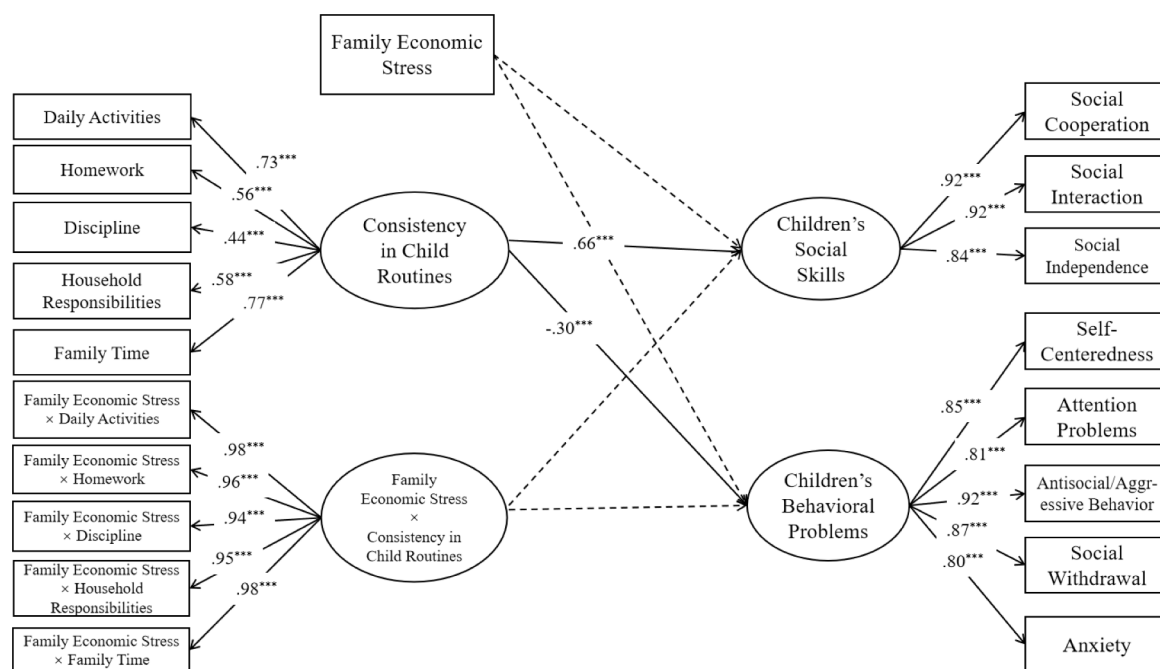 Family Economic
Stress
Daily Activities
Homework
Discipline
Household
Responsibilities
Family Time
Family Economic Stress
× Daily Activities
Family Economic Stress
× Homework
Family Economic Stress
× Discipline
Family Economic Stress
× Household
Responsibilities
Family Economic Stress
× Family Time
.73***
.56***
.44***
.58***
.77***
.98***
.96***
.94***
.95***
.98***
Consistency
in Child
Routines
Family
Economic Stress
×
Consistency in
Child Routines
.66***
-.30***
Children’s
Social
Skills
Children’s
Behavioral
Problems
.92***
.92***
.84***
.85***
.81***
.92***
.87***
.80***
Social
Cooperation
Social
Interaction
Social
Independence
Self-
Centeredness
Attention
Problems
Antisocial/Aggr-
essive Behavior
Social
Withdrawal
Anxiety